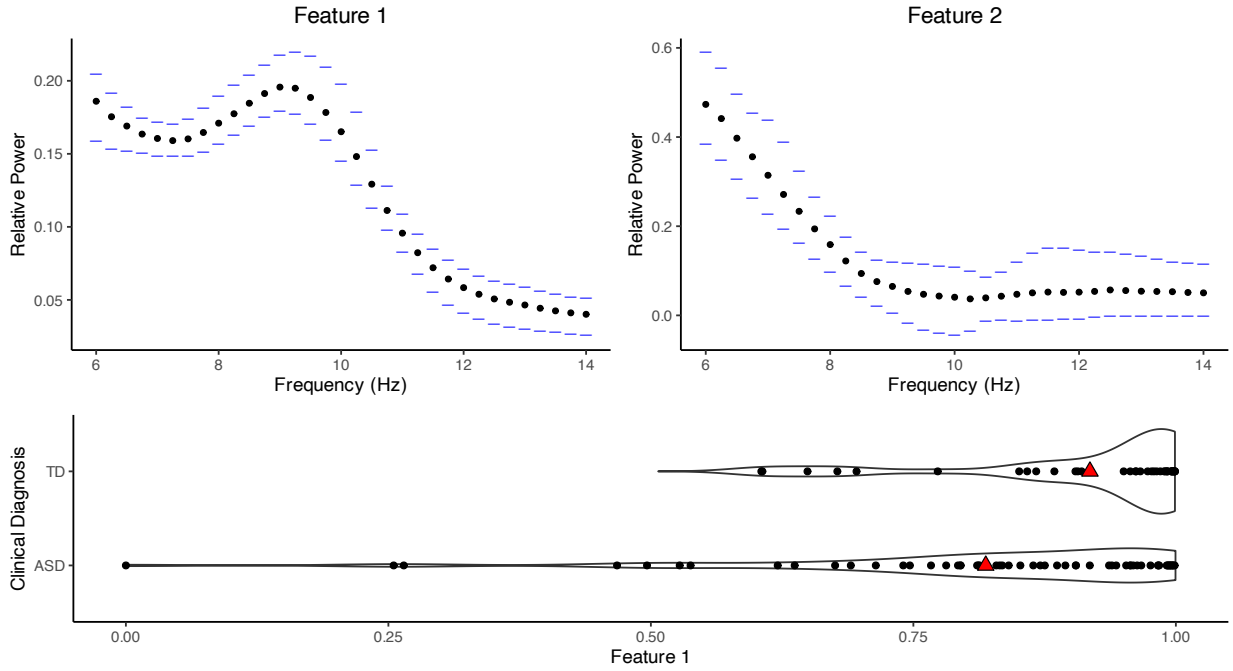 Feature 1
Relative Power
0.20
0.15
0.10
0.05
6 8 10 12 14
Frequency (Hz)
Feature 2
Relative Power
0.6
0.4
0.2
0.0
6 8 10 12 14
Frequency (Hz)
Clinical Diagnosis
TD
ASD
0.00 0.25 0.50 0.75 1.00
Feature 1